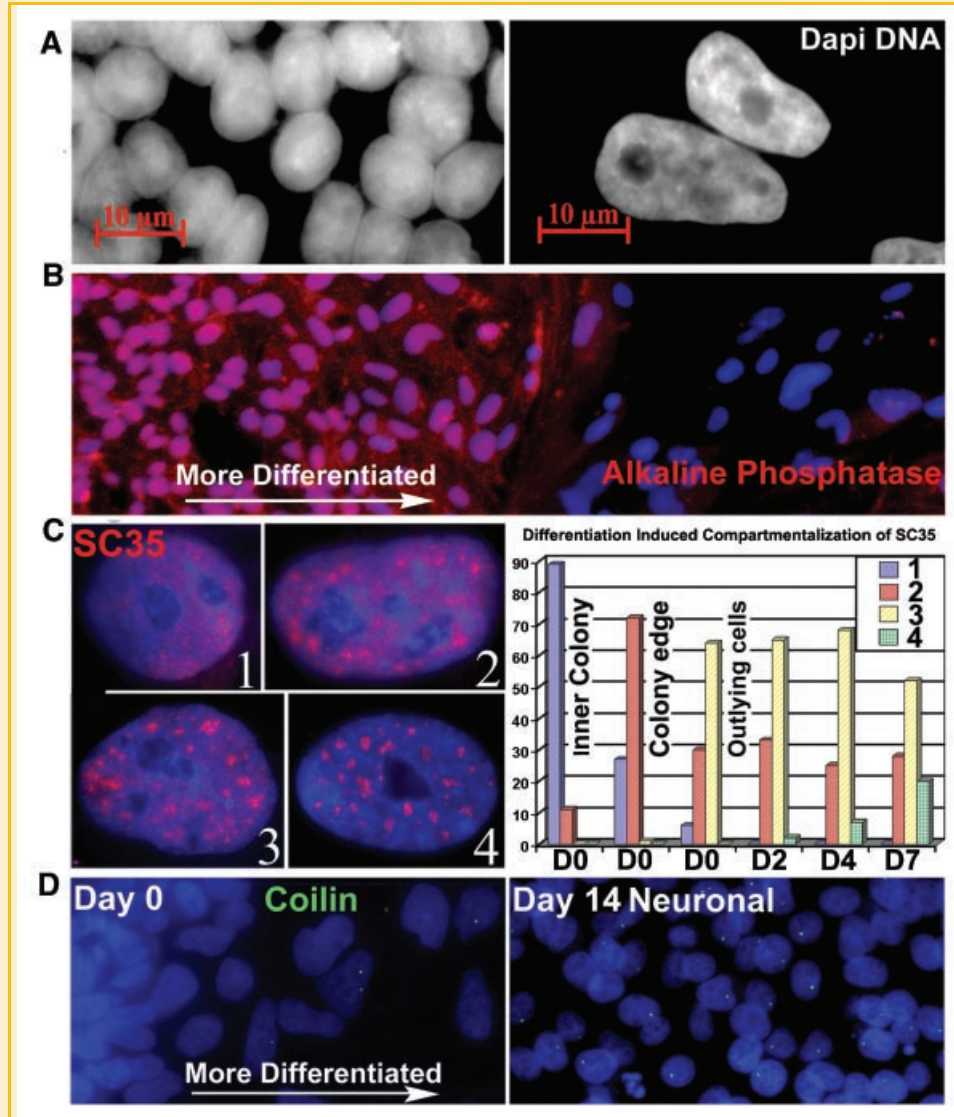 A
Dapi DNA
10 µm
10 µm
B
More Differentiated
Alkaline Phosphatase
C
SC35
1
2
3
4
Differentiation Induced Compartmentalization of SC35
90
80
70
60
50
40
30
20
10
0
Inner Colony
Colony edge
Outlying cells
1
2
3
4
D0 D0 D0 D2 D4 D7
D
Day 0
Coilin
More Differentiated
Day 14 Neuronal